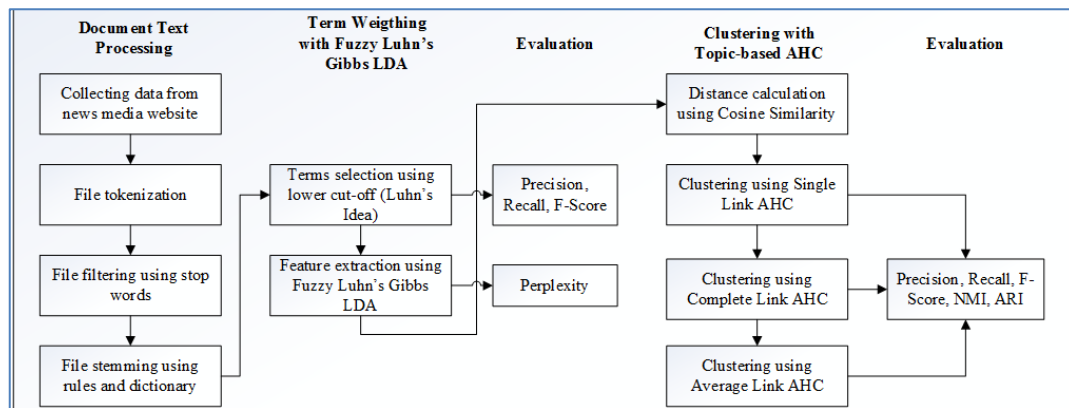 Document Text
Processing
Collecting data from
news media website
File tokenization
File filtering using stop
words
File stemming using
rules and dictionary
Term Weigthing
with Fuzzy Luhn's
Gibbs LDA
Terms selection using
lower cut-off (Luhn's
Idea)
Feature extraction using
Fuzzy Luhn's Gibbs
LDA
Evaluation
Precision,
Recall, F-Score
Perplexity
Clustering with
Topic-based AHC
Distance calculation
using Cosine Similarity
Clustering using Single
Link AHC
Clustering using
Complete Link AHC
Clustering using
Average Link AHC
Evaluation
Precision, Recall, F-
Score, NMI, ARI